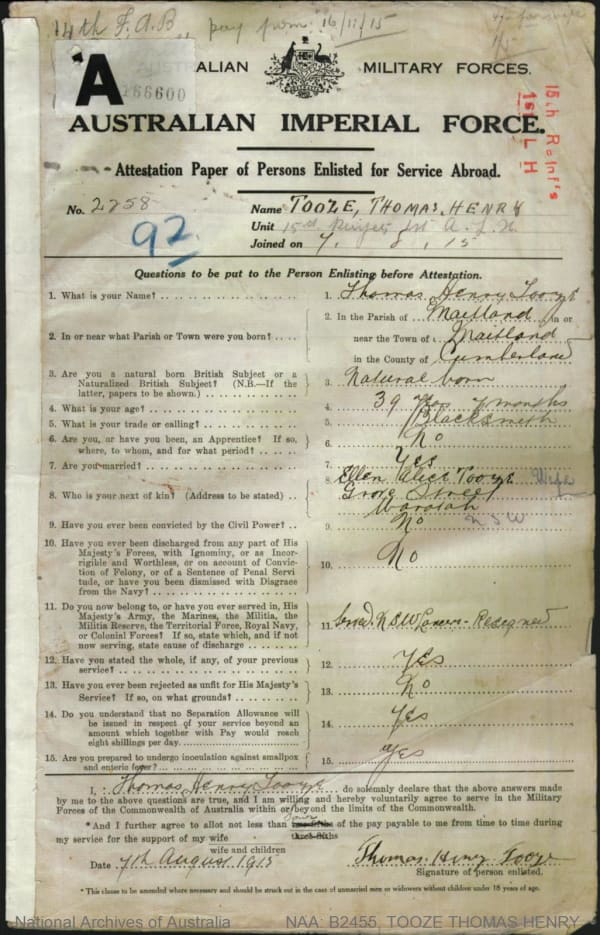 14th F.A.B. pay from 16/11/15
A
AUSTRALIAN MILITARY FORCES.
166600
AUSTRALIAN IMPERIAL FORCE.
15th Reinf's
1st L H
Attestation Paper of Persons Enlisted for Service Abroad.
No. 2258
Name TOOZE, THOMAS, HENRY
92.
Unit 15th 1st A. L. H.
Joined on 7. 8. 15
Questions to be put to the Person Enlisting before Attestation.
1. What is your Name? 1. Thomas Henry Tooze
2. In or near what Parish or Town were you born? 2. In the Parish of Maitland in or
near the Town of Maitland
in the County of Cumberland
3. Are you a natural born British Subject or a
Naturalized British Subject? (N.B.—If the
latter, papers to be shown.) 3. Natural born
4. What is your age? 4. 39 yrs 7 months
5. What is your trade or calling? 5. Blacksmith
6. Are you, or have you been, an Apprentice? If so,
where, to whom, and for what period? 6. No
7. Are you married? 7. Yes
8. Who is your next of kin? (Address to be stated) 8. Ellen Alice Tooze Wife
Grove Street
Waratah
NSW
9. Have you ever been convicted by the Civil Power? 9. No
10. Have you ever been discharged from any part of His
Majesty's Forces, with Ignominy, or as Incor-
rigible and Worthless, or on account of Convic-
tion of Felony, or of a Sentence of Penal Servi
tude, or have you been dismissed with Disgrace
from the Navy? 10. No
11. Do you now belong to, or have you ever served in, His
Majesty's Army, the Marines, the Militia, the
Militia Reserve, the Territorial Force, Royal Navy,
or Colonial Forces? If so, state which, and if not
now serving, state cause of discharge 11. Served. NSW Lancers - Resigned
12. Have you stated the whole, if any, of your previous
service? 12. Yes
13. Have you ever been rejected as unfit for His Majesty's
Service? If so, on what grounds? 13. No
14. Do you understand that no Separation Allowance will
be issued in respect of your service beyond an
amount which together with Pay would reach
eight shillings per day 14. Yes
15. Are you prepared to undergo inoculation against smallpox
and enteric fever? 15. Yes
I, Thomas Henry Tooze do solemnly declare that the above answers made
by me to the above questions are true, and I am willing and hereby voluntarily agree to serve in the Military
Forces of the Commonwealth of Australia within or beyond the limits of the Commonwealth.
*And I further agree to allot not less than of the pay payable to me from time to time during
three-fifths
my service for the support of my wife
wife and children
Date 7th August 1915 Thomas Henry Tooze
Signature of person enlisted.
*This clause to be amended where necessary and should be struck out in the case of unmarried men or widowers without children under 18 years of age.
National Archives of Australia NAA: B2455, TOOZE THOMAS HENRY